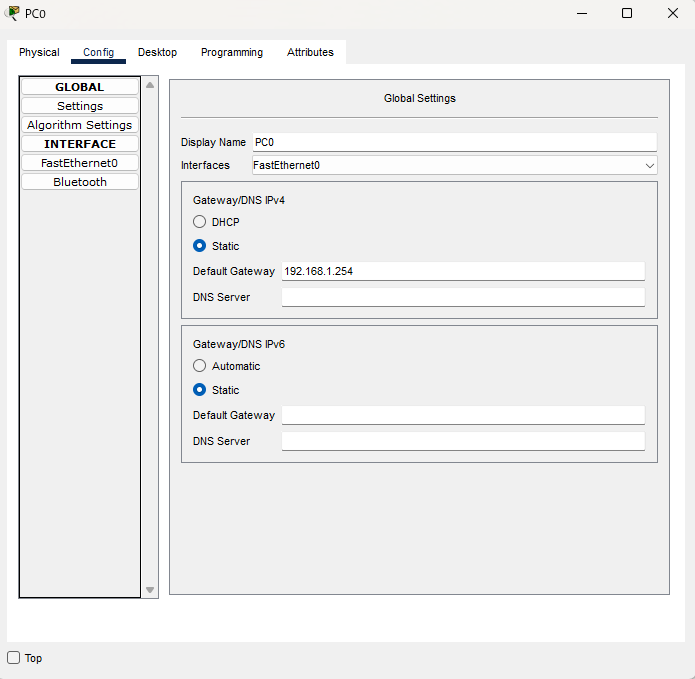 PC0
Physical Config Desktop Programming Attributes
GLOBAL
Settings
Algorithm Settings
INTERFACE
FastEthernet0
Bluetooth
Global Settings
Display Name PC0
Interfaces FastEthernet0
Gateway/DNS IPv4
DHCP
Static
Default Gateway 192.168.1.254
DNS Server
Gateway/DNS IPv6
Automatic
Static
Default Gateway
DNS Server
Top